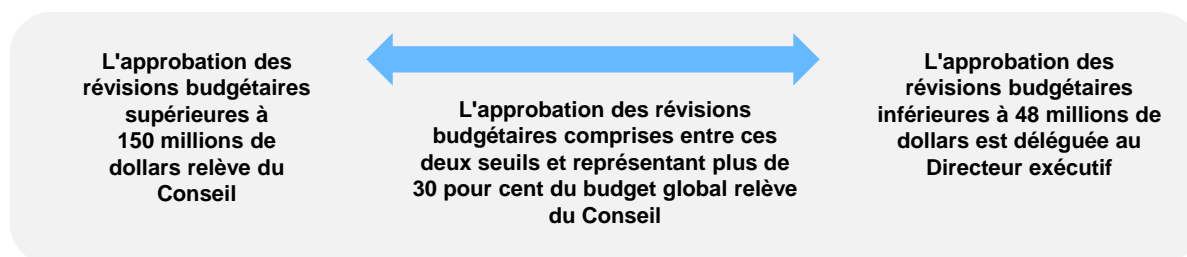 L'approbation des
révisions budgétaires
supérieures à
150 millions de
dollars relève du
Conseil
L'approbation des révisions
budgétaires comprises entre ces
deux seuils et représentant plus de
30 pour cent du budget global relève
du Conseil
L'approbation des
révisions budgétaires
inférieures à 48 millions de
dollars est déléguée au
Directeur exécutif